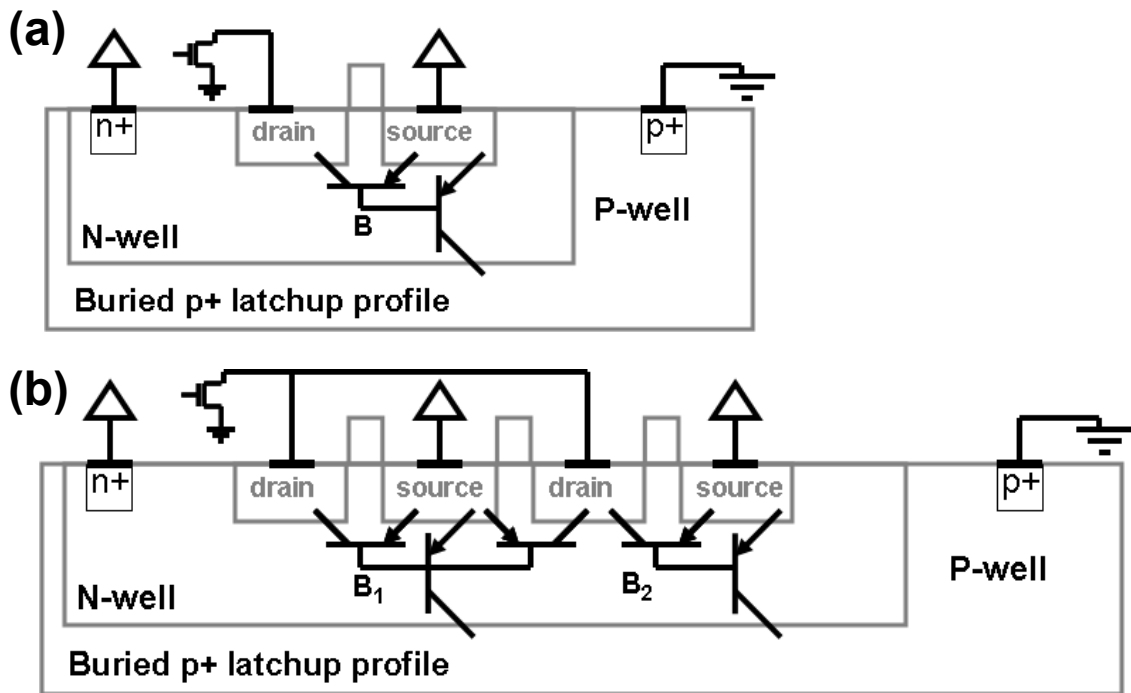 (a)
n+
drain
source
p+
B
N-well
P-well
Buried p+ latchup profile
(b)
n+
drain
source
drain
source
p+
B₁
B₂
N-well
P-well
Buried p+ latchup profile